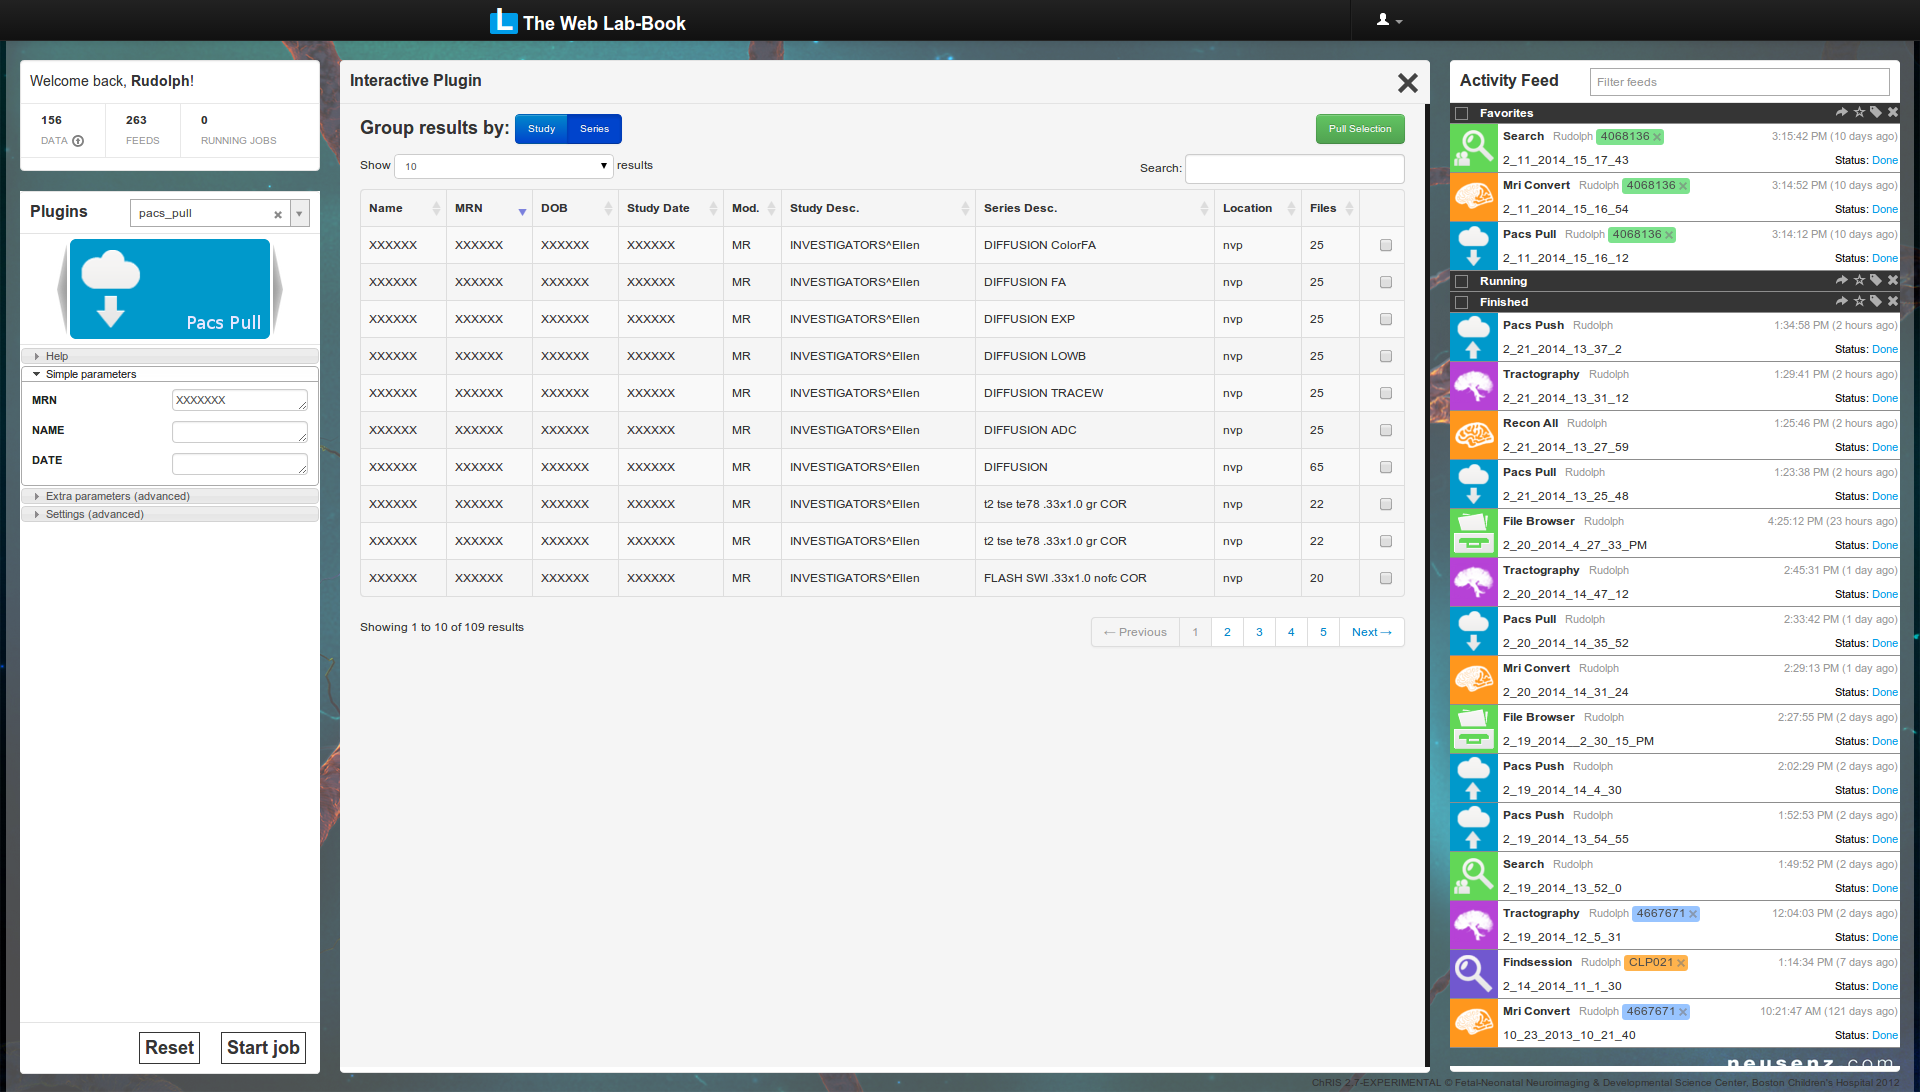 L The Web Lab-Book
Welcome back, Rudolph!
156 263 0
DATA FEEDS RUNNING JOBS
Plugins pacs_pull
Pacs Pull
Help
Simple parameters
MRN XXXXXXX
NAME
DATE
Extra parameters (advanced)
Settings (advanced)
Reset Start job
Interactive Plugin
Group results by: Study Series Pull Selection
Show 10 results Search:
Name MRN DOB Study Date Mod. Study Desc. Series Desc. Location Files
XXXXXX XXXXXX XXXXXX XXXXXX MR INVESTIGATORS^Ellen DIFFUSION ColorFA nvp 25
XXXXXX XXXXXX XXXXXX XXXXXX MR INVESTIGATORS^Ellen DIFFUSION FA nvp 25
XXXXXX XXXXXX XXXXXX XXXXXX MR INVESTIGATORS^Ellen DIFFUSION EXP nvp 25
XXXXXX XXXXXX XXXXXX XXXXXX MR INVESTIGATORS^Ellen DIFFUSION LOWB nvp 25
XXXXXX XXXXXX XXXXXX XXXXXX MR INVESTIGATORS^Ellen DIFFUSION TRACEW nvp 25
XXXXXX XXXXXX XXXXXX XXXXXX MR INVESTIGATORS^Ellen DIFFUSION ADC nvp 25
XXXXXX XXXXXX XXXXXX XXXXXX MR INVESTIGATORS^Ellen DIFFUSION nvp 65
XXXXXX XXXXXX XXXXXX XXXXXX MR INVESTIGATORS^Ellen t2 tse te78 .33x1.0 gr COR nvp 22
XXXXXX XXXXXX XXXXXX XXXXXX MR INVESTIGATORS^Ellen t2 tse te78 .33x1.0 gr COR nvp 22
XXXXXX XXXXXX XXXXXX XXXXXX MR INVESTIGATORS^Ellen FLASH SWI .33x1.0 nofc COR nvp 20
Showing 1 to 10 of 109 results
← Previous 1 2 3 4 5 Next →
Activity Feed Filter feeds
Favorites
Search Rudolph 4068136 3:15:42 PM (10 days ago)
2_11_2014_15_17_43 Status: Done
Mri Convert Rudolph 4068136 3:14:52 PM (10 days ago)
2_11_2014_15_16_54 Status: Done
Pacs Pull Rudolph 4068136 3:14:12 PM (10 days ago)
2_11_2014_15_16_12 Status: Done
Running
Finished
Pacs Push Rudolph 1:34:58 PM (2 hours ago)
2_21_2014_13_37_2 Status: Done
Tractography Rudolph 1:29:41 PM (2 hours ago)
2_21_2014_13_31_12 Status: Done
Recon All Rudolph 1:25:46 PM (2 hours ago)
2_21_2014_13_27_59 Status: Done
Pacs Pull Rudolph 1:23:38 PM (2 hours ago)
2_21_2014_13_25_48 Status: Done
File Browser Rudolph 4:25:12 PM (23 hours ago)
2_20_2014_4_27_33_PM Status: Done
Tractography Rudolph 2:45:31 PM (1 day ago)
2_20_2014_14_47_12 Status: Done
Pacs Pull Rudolph 2:33:42 PM (1 day ago)
2_20_2014_14_35_52 Status: Done
Mri Convert Rudolph 2:29:13 PM (1 day ago)
2_20_2014_14_31_24 Status: Done
File Browser Rudolph 2:27:55 PM (2 days ago)
2_19_2014__2_30_15_PM Status: Done
Pacs Push Rudolph 2:02:29 PM (2 days ago)
2_19_2014_14_4_30 Status: Done
Pacs Push Rudolph 1:52:53 PM (2 days ago)
2_19_2014_13_54_55 Status: Done
Search Rudolph 1:49:52 PM (2 days ago)
2_19_2014_13_52_0 Status: Done
Tractography Rudolph 4667671 12:04:03 PM (2 days ago)
2_19_2014_12_5_31 Status: Done
Findsession Rudolph CLP021 1:14:34 PM (7 days ago)
2_14_2014_11_1_30 Status: Done
Mri Convert Rudolph 4667671 10:21:47 AM (121 days ago)
10_23_2013_10_21_40 Status: Done
neusenz.com
ChRIS 2.7-EXPERIMENTAL © Fetal-Neonatal Neuroimaging & Developmental Science Center, Boston Children's Hospital 2012